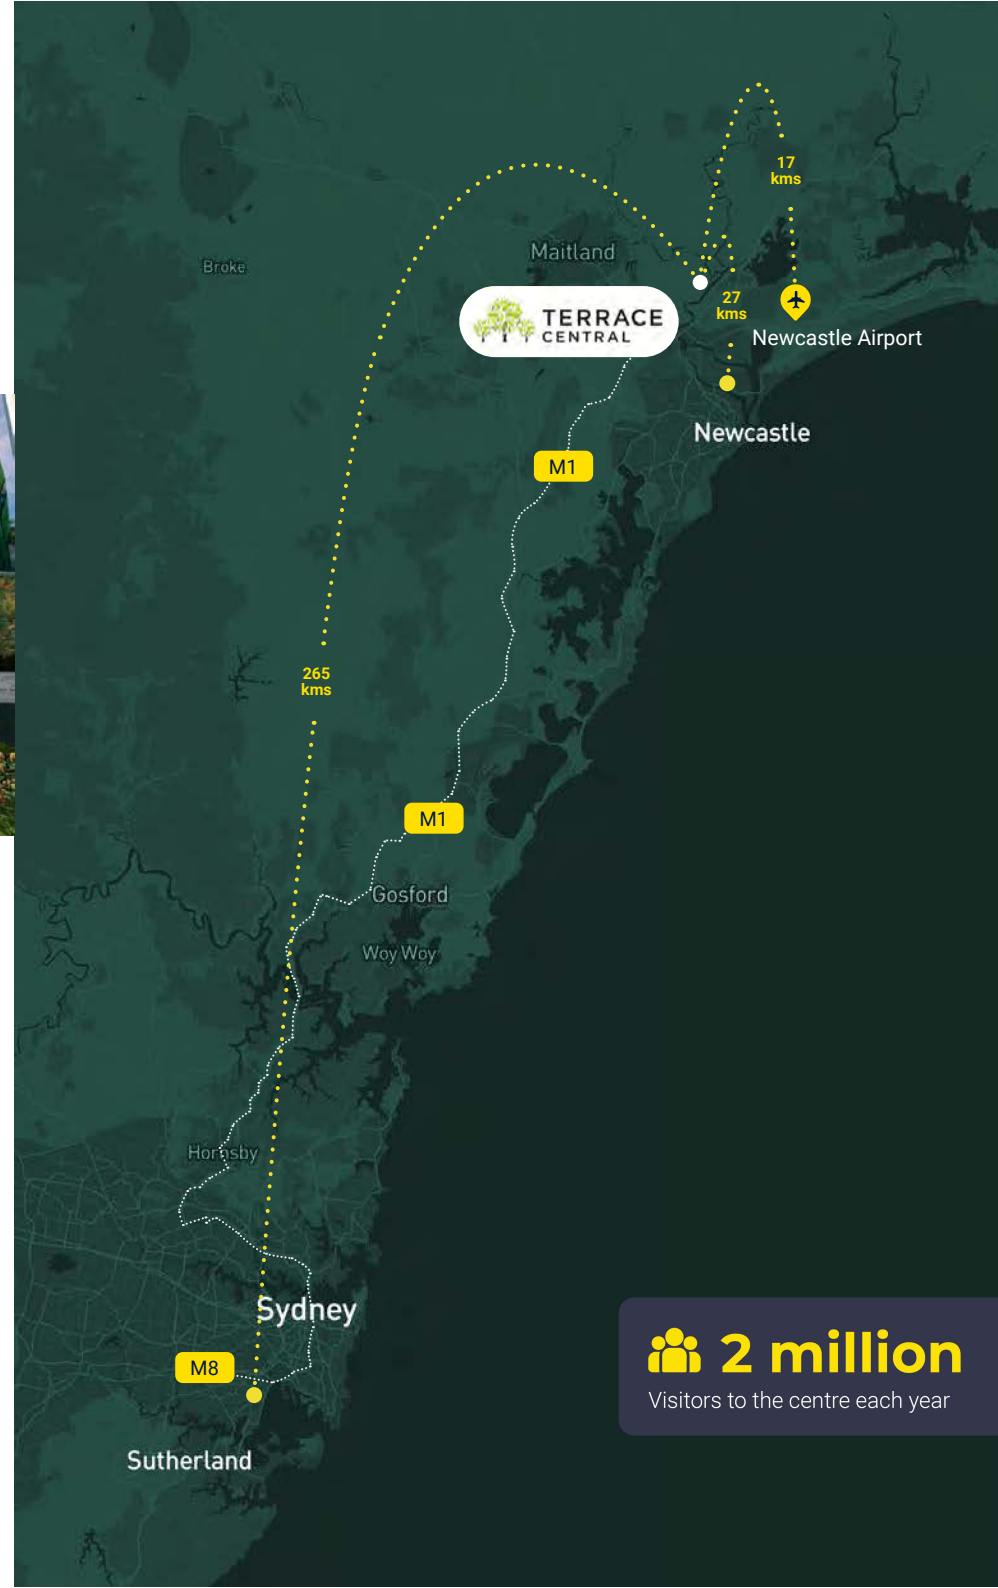 17
kms
Maitland
Broke
27
kms
TERRACE
CENTRAL
Newcastle Airport
Newcastle
M1
265
kms
M1
Gosford
Woy Woy
Hornsby
Sydney
2 million
M8
Visitors to the centre each year
Sutherland